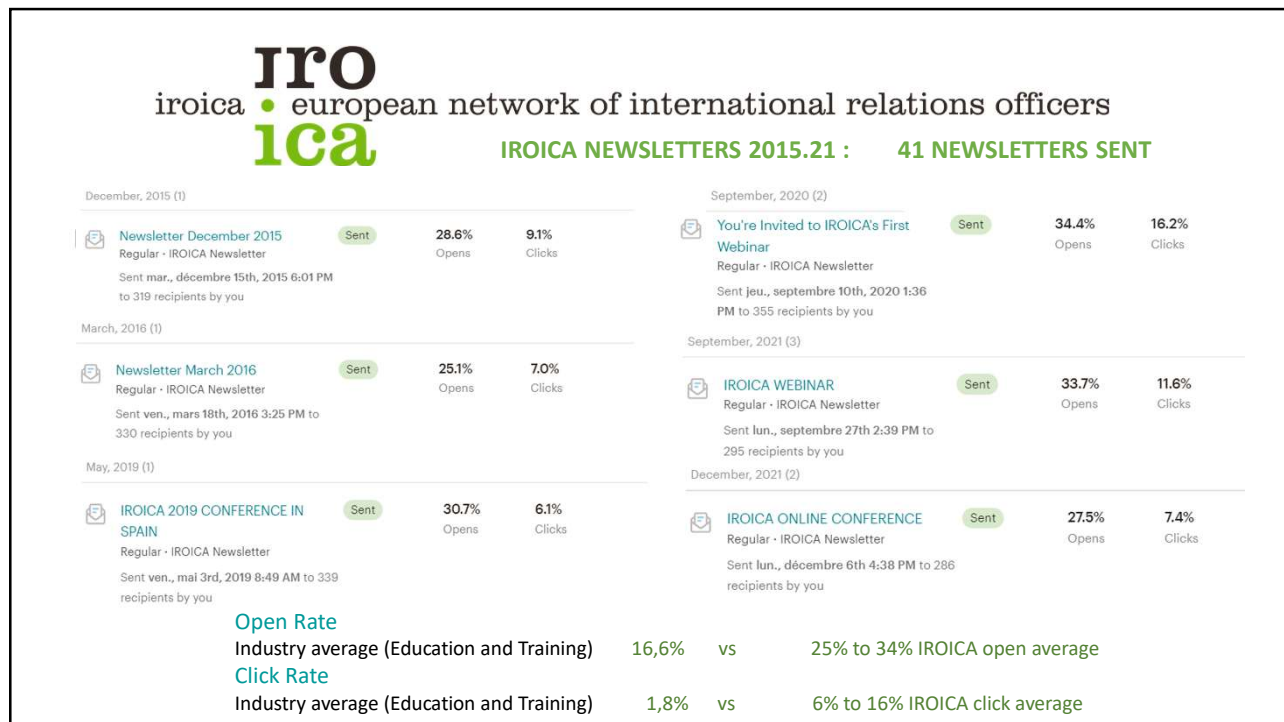 iro
iroica • european network of international relations officers
ica
IROICA NEWSLETTERS 2015.21 : 41 NEWSLETTERS SENT
December, 2015 (1)
Newsletter December 2015 Sent 28.6% 9.1%
Regular · IROICA Newsletter Opens Clicks
Sent mar., décembre 15th, 2015 6:01 PM
to 319 recipients by you
March, 2016 (1)
Newsletter March 2016 Sent 25.1% 7.0%
Regular · IROICA Newsletter Opens Clicks
Sent ven., mars 18th, 2016 3:25 PM to
330 recipients by you
May, 2019 (1)
IROICA 2019 CONFERENCE IN Sent 30.7% 6.1%
SPAIN Opens Clicks
Regular · IROICA Newsletter
Sent ven., mai 3rd, 2019 8:49 AM to 339
recipients by you
September, 2020 (2)
You're Invited to IROICA's First Sent 34.4% 16.2%
Webinar Opens Clicks
Regular · IROICA Newsletter
Sent jeu., septembre 10th, 2020 1:36
PM to 355 recipients by you
September, 2021 (3)
IROICA WEBINAR Sent 33.7% 11.6%
Regular · IROICA Newsletter Opens Clicks
Sent lun., septembre 27th 2:39 PM to
295 recipients by you
December, 2021 (2)
IROICA ONLINE CONFERENCE Sent 27.5% 7.4%
Regular · IROICA Newsletter Opens Clicks
Sent lun., décembre 6th 4:38 PM to 286
recipients by you
Open Rate
Industry average (Education and Training) 16,6% vs 25% to 34% IROICA open average
Click Rate
Industry average (Education and Training) 1,8% vs 6% to 16% IROICA click average